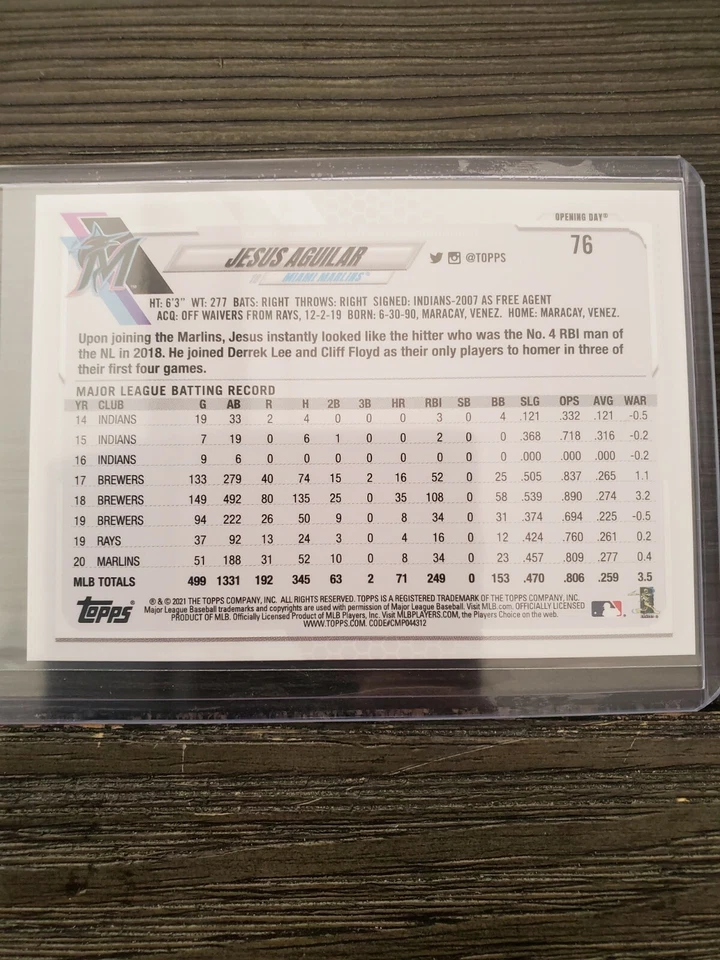 OPENING DAY®
76
M
JESUS AGUILAR
@TOPPS
MIAMI MARLINS®
HT: 6'3" WT: 277 BATS: RIGHT THROWS: RIGHT SIGNED: INDIANS-2007 AS FREE AGENT
ACQ: OFF WAIVERS FROM RAYS, 12-2-19 BORN: 6-30-90, MARACAY, VENEZ. HOME: MARACAY, VENEZ.
Upon joining the Marlins, Jesus instantly looked like the hitter who was the No. 4 RBI man of
the NL in 2018. He joined Derrek Lee and Cliff Floyd as their only players to homer in three of
their first four games.
MAJOR LEAGUE BATTING RECORD
YR CLUB G AB R H 2B 3B HR RBI SB BB SLG OPS AVG WAR
14 INDIANS 19 33 2 4 0 0 0 3 0 4 .121 .332 .121 -0.5
15 INDIANS 7 19 0 6 1 0 0 2 0 0 .368 .718 .316 -0.2
16 INDIANS 9 6 0 0 0 0 0 0 0 0 .000 .000 .000 -0.2
17 BREWERS 133 279 40 74 15 2 16 52 0 25 .505 .837 .265 1.1
18 BREWERS 149 492 80 135 25 0 35 108 0 58 .539 .890 .274 3.2
19 BREWERS 94 222 26 50 9 0 8 34 0 31 .374 .694 .225 -0.5
19 RAYS 37 92 13 24 3 0 4 16 0 12 .424 .760 .261 0.2
20 MARLINS 51 188 31 52 10 0 8 34 0 23 .457 .809 .277 0.4
MLB TOTALS 499 1331 192 345 63 2 71 249 0 153 .470 .806 .259 3.5
Topps
® & © 2021 THE TOPPS COMPANY, INC. ALL RIGHTS RESERVED. TOPPS IS A REGISTERED TRADEMARK OF THE TOPPS COMPANY, INC.
Major League Baseball trademarks and copyrights are used with permission of Major League Baseball. Visit MLB.com. OFFICIALLY LICENSED
PRODUCT OF MLB. Officially Licensed Product of MLB Players, Inc. Visit MLBPLAYERS.COM, the Players Choice on the web.
WWW.TOPPS.COM. CODE#CMP044312